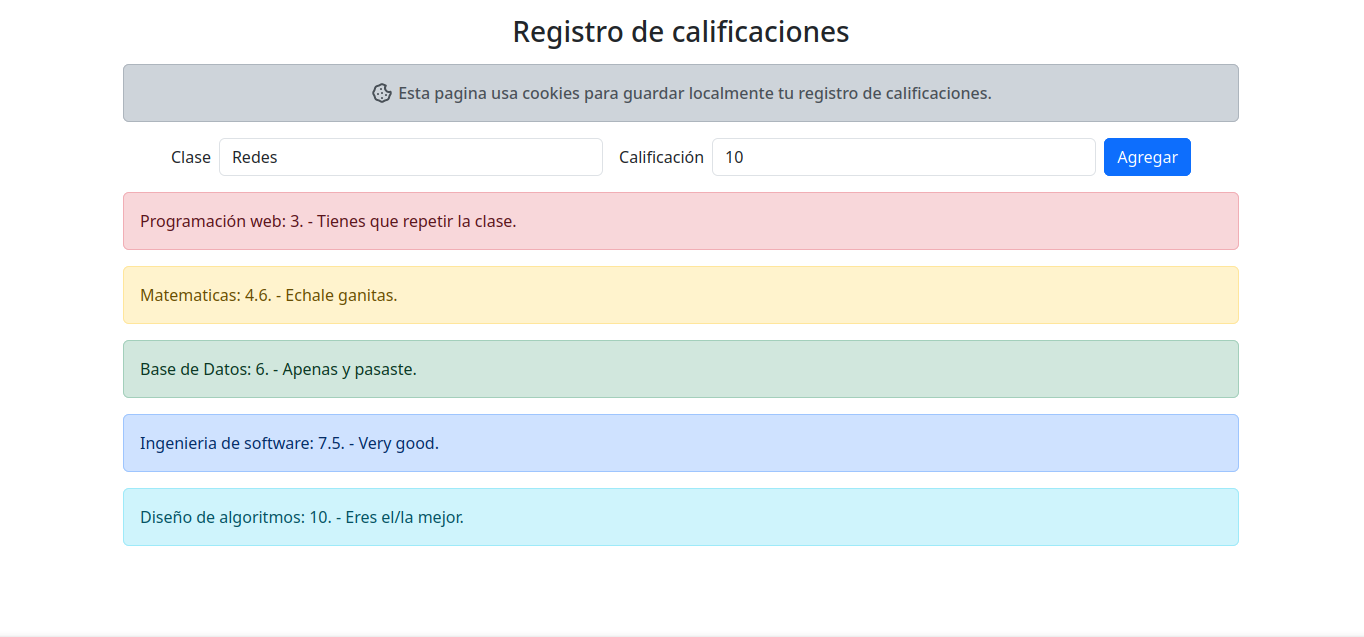 Registro de calificaciones
Esta pagina usa cookies para guardar localmente tu registro de calificaciones.
Clase Redes Calificación 10 Agregar
Programación web: 3. - Tienes que repetir la clase.
Matematicas: 4.6. - Echale ganitas.
Base de Datos: 6. - Apenas y pasaste.
Ingenieria de software: 7.5. - Very good.
Diseño de algoritmos: 10. - Eres el/la mejor.